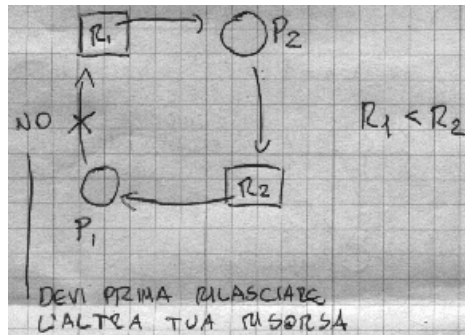 R1
P2
NO
R1 < R2
R2
P1
DEVI PRIMA RILASCIARE
L'ALTRA TUA RISORSA